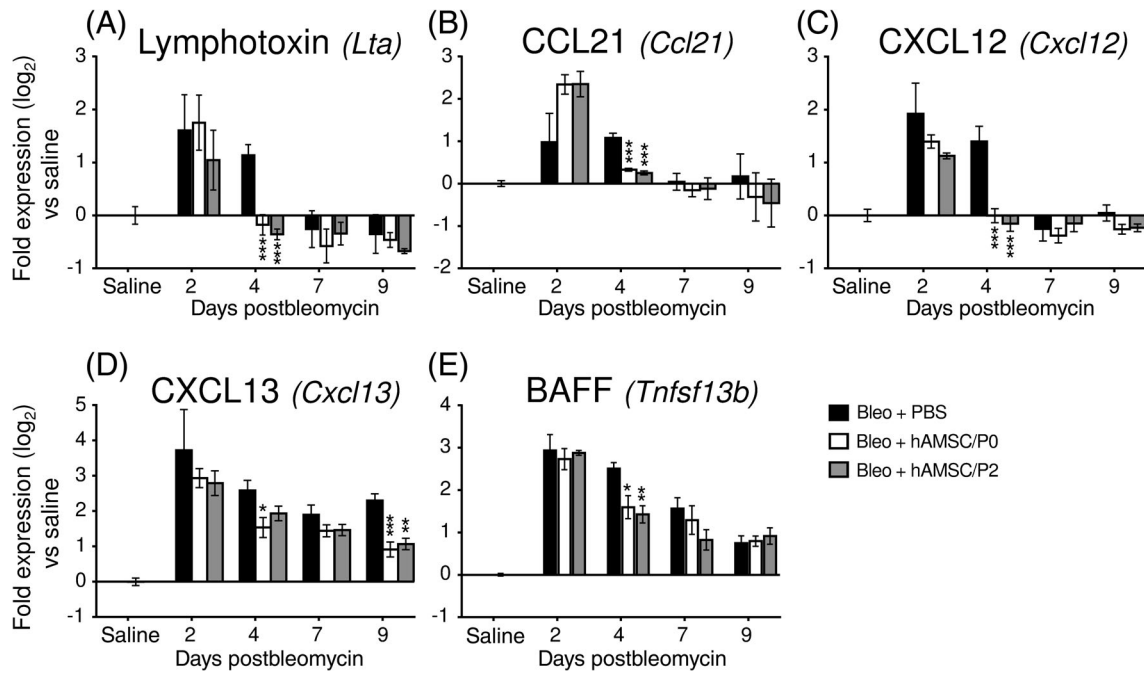 (A) Lymphotoxin (Lta)
Fold expression (log2)
vs saline
3
2
1
0
-1
***
***
Saline 2 4 7 9
Days postbleomycin
(B) CCL21 (Ccl21)
3
2
1
0
-1
-2
***
***
Saline 2 4 7 9
Days postbleomycin
(C) CXCL12 (Cxcl12)
3
2
1
0
-1
***
***
Saline 2 4 7 9
Days postbleomycin
(D) CXCL13 (Cxcl13)
Fold expression (log2)
vs saline
5
4
3
2
1
0
-1
*
***
**
Saline 2 4 7 9
Days postbleomycin
(E) BAFF (Tnfsf13b)
4
3
2
1
0
-1
*
**
Saline 2 4 7 9
Days postbleomycin
Bleo + PBS
Bleo + hAMSC/P0
Bleo + hAMSC/P2